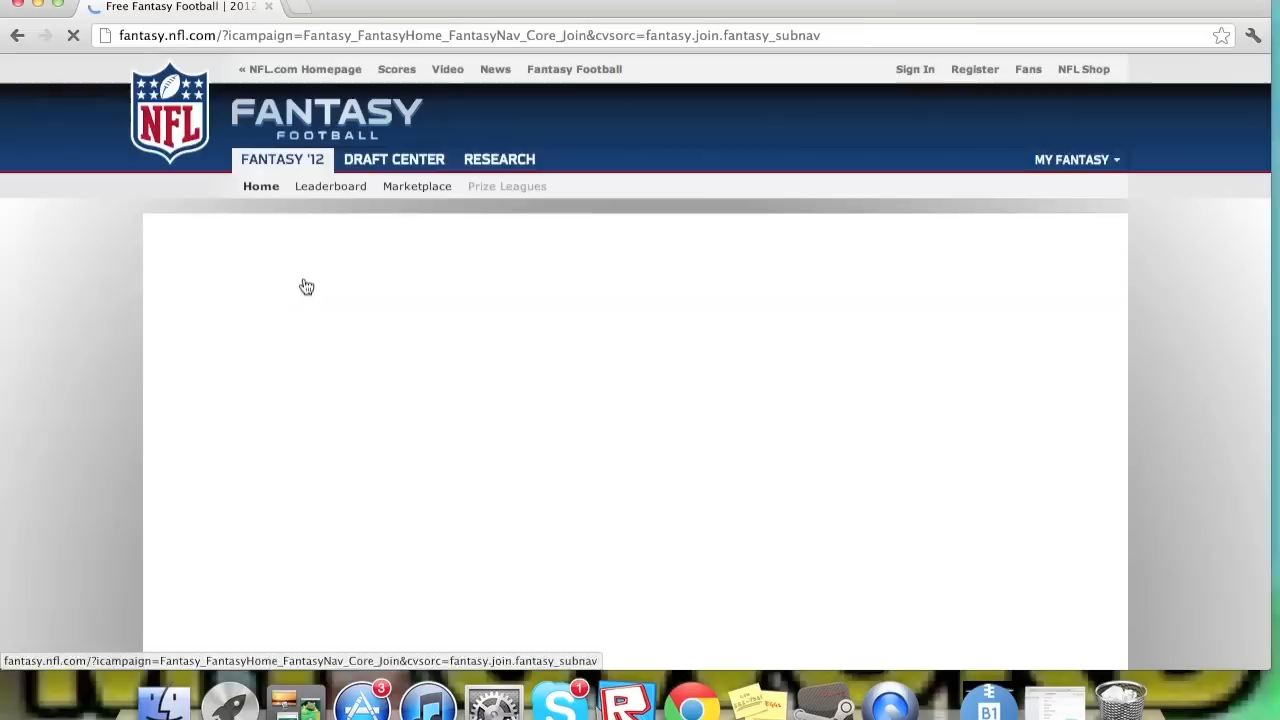 Free Fantasy Football | 2012
fantasy.nfl.com/?icampaign=Fantasy_FantasyHome_FantasyNav_Core_Join&cvsorc=fantasy.join.fantasy_subnav
« NFL.com Homepage Scores Video News Fantasy Football Sign In Register Fans NFL Shop
NFL
FANTASY
FOOTBALL
FANTASY '12 DRAFT CENTER RESEARCH MY FANTASY
Home Leaderboard Marketplace Prize Leagues
fantasy.nfl.com/?icampaign=Fantasy_FantasyHome_FantasyNav_Core_Join&cvsorc=fantasy.join.fantasy_subnav
3
1
B1